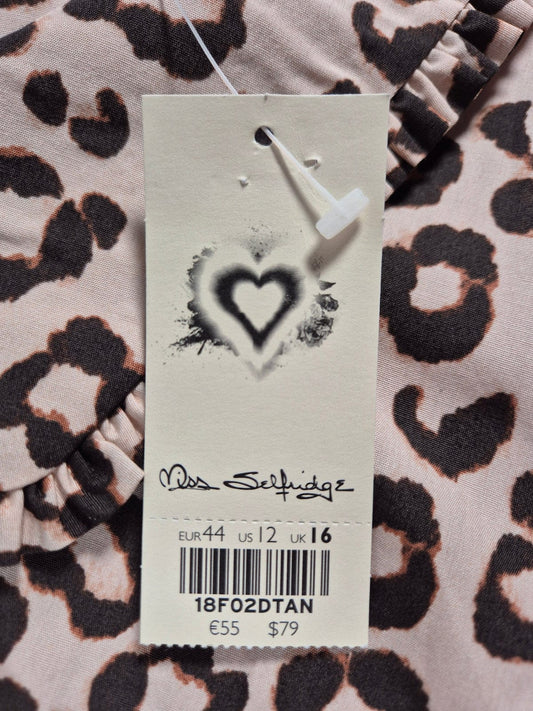 Miss Selfridge
EUR 44 US 12 UK 16
18F02DTAN
€55 $79